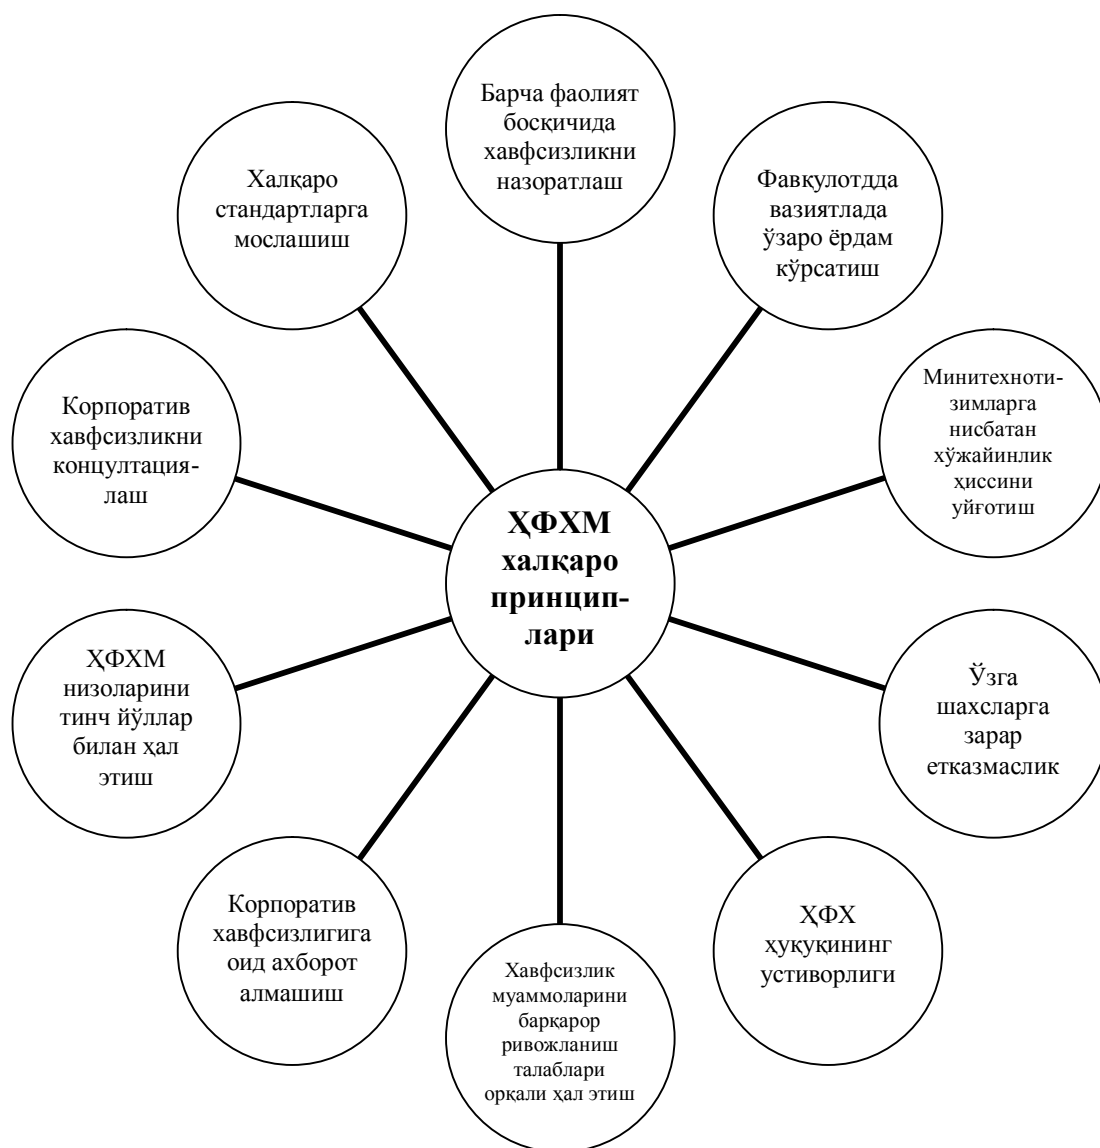 Барча фаолият
босқичида
хавфсизликни
назоратлаш
Халқаро
стандартларга
мослашиш
Фавқулотдда
вазиятлада
ўзаро ёрдам
кўрсатиш
Корпоратив
хавфсизликни
концултация-
лаш
Минитехноти-
зимларга
нисбатан
хўжайинлик
ҳиссини
уйғотиш
ҲФХМ
халқаро
принцип-
лари
ҲФХМ
низоларини
тинч йўллар
билан ҳал
этиш
Ўзга
шахсларга
зарар
етказмаслик
Корпоратив
хавфсизлигига
оид ахборот
алмашиш
Хавфсизлик
муаммоларини
барқарор
ривожланиш
талаблари
орқали ҳал этиш
ҲФХ
ҳуқуқининг
устиворлиги